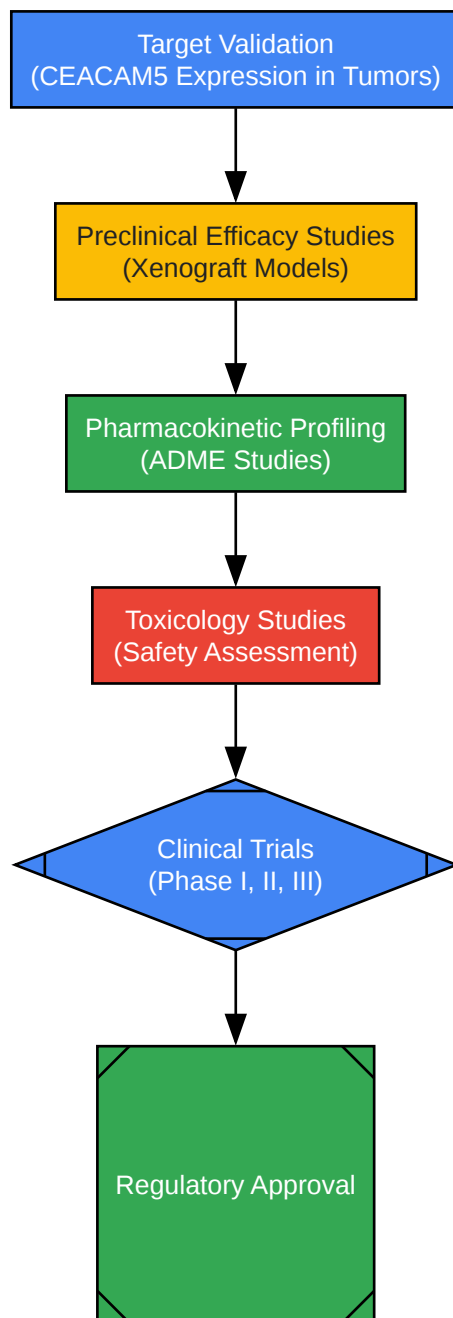 Target Validation
(CEACAM5 Expression in Tumors)
Preclinical Efficacy Studies
(Xenograft Models)
Pharmacokinetic Profiling
(ADME Studies)
Toxicology Studies
(Safety Assessment)
Clinical Trials
(Phase I, II, III)
Regulatory Approval